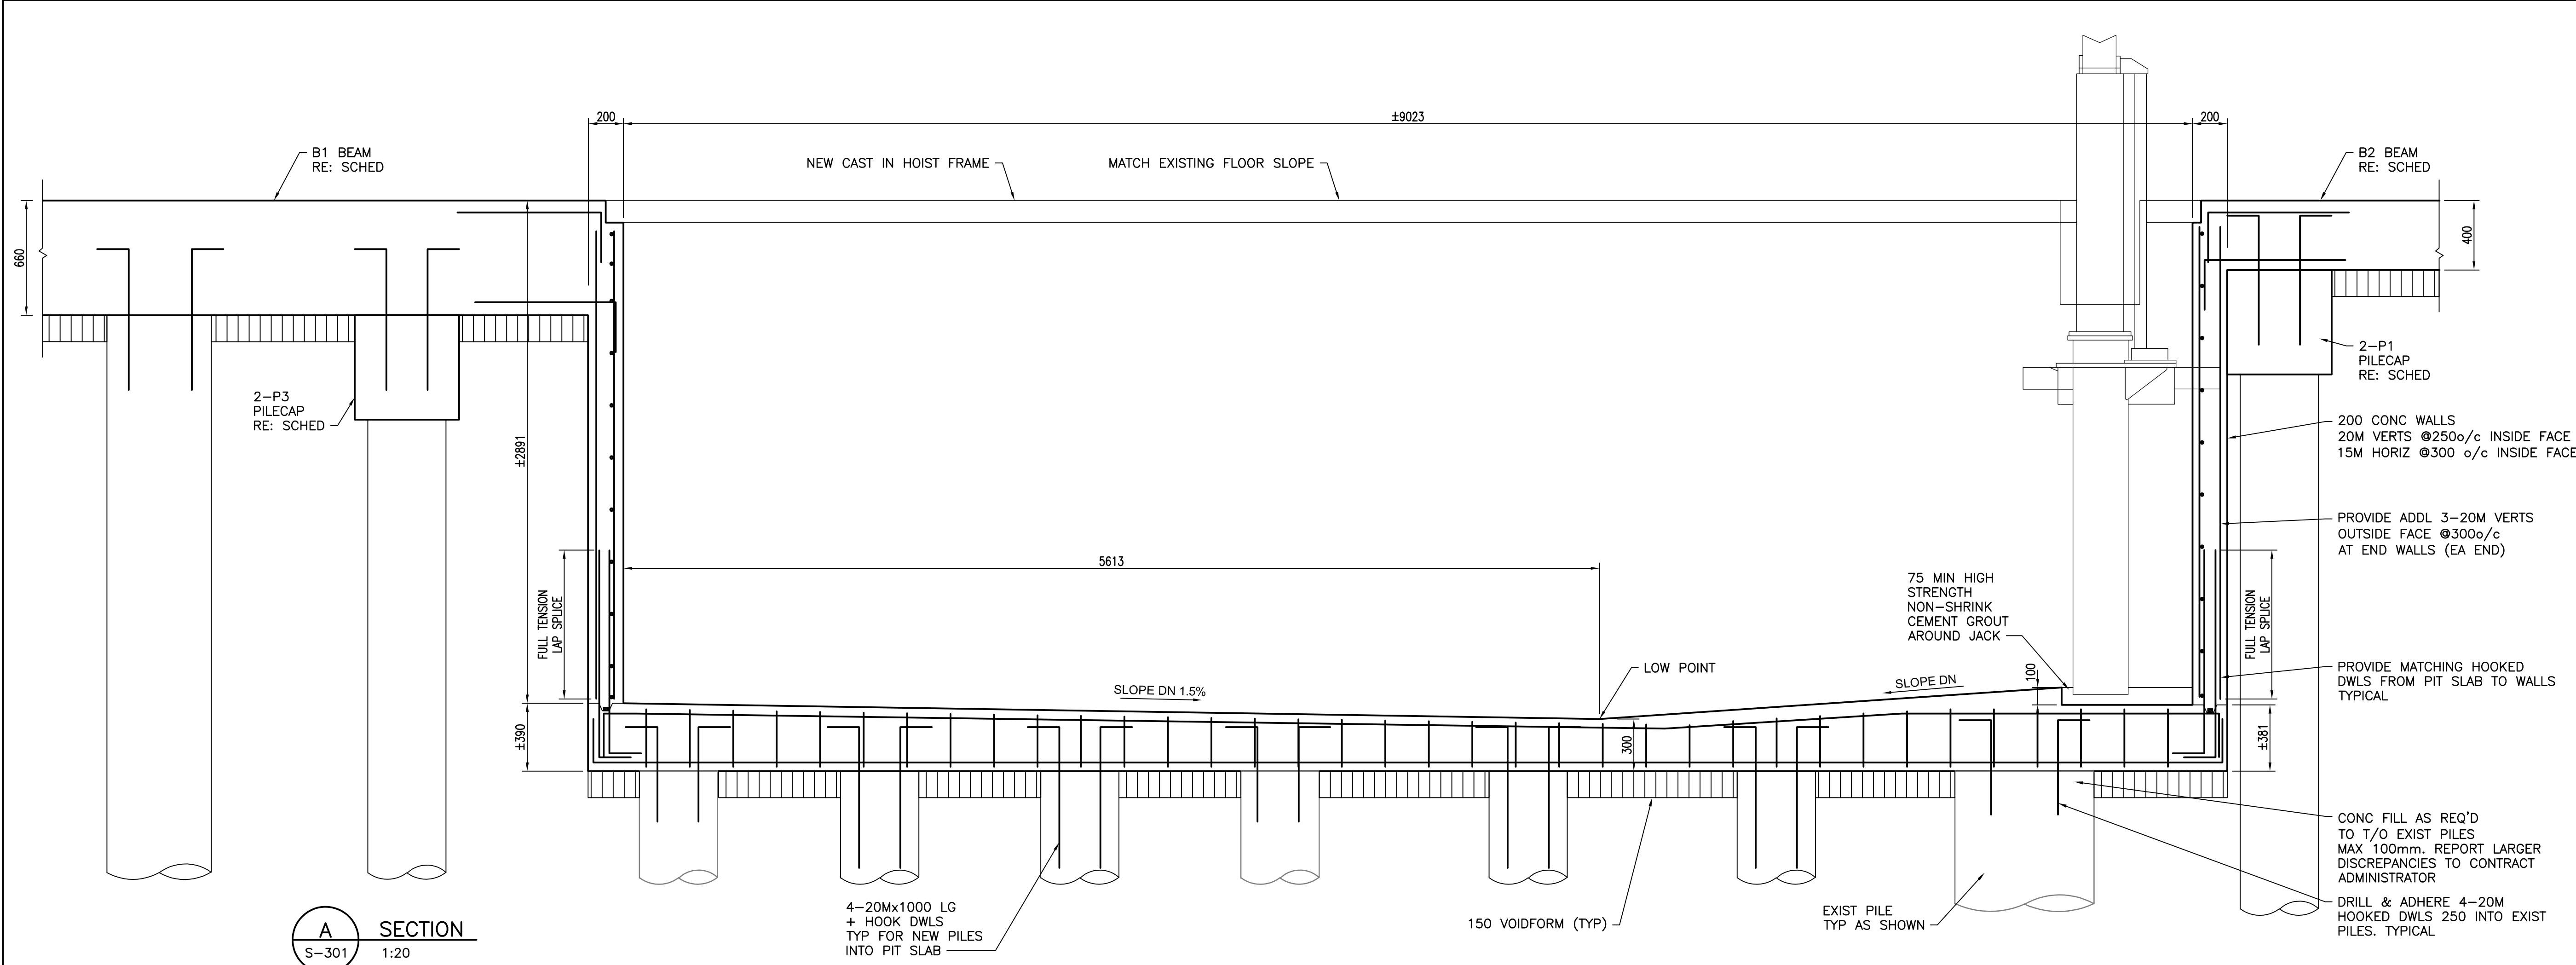 200
±9023
200
B1 BEAM
RE: SCHED
NEW CAST IN HOIST FRAME
MATCH EXISTING FLOOR SLOPE
B2 BEAM
RE: SCHED
660
400
2-P3
PILECAP
RE: SCHED
2-P1
PILECAP
RE: SCHED
±2891
200 CONC WALLS
20M VERTS @250o/c INSIDE FACE
15M HORIZ @300 o/c INSIDE FACE
PROVIDE ADDL 3-20M VERTS
OUTSIDE FACE @300o/c
AT END WALLS (EA END)
5613
FULL TENSION
LAP SPLICE
75 MIN HIGH
STRENGTH
NON-SHRINK
CEMENT GROUT
AROUND JACK
FULL TENSION
LAP SPLICE
LOW POINT
SLOPE DN 1.5%
SLOPE DN
100
PROVIDE MATCHING HOOKED
DWLS FROM PIT SLAB TO WALLS
TYPICAL
±390
300
±381
CONC FILL AS REQ'D
TO T/O EXIST PILES
MAX 100mm. REPORT LARGER
DISCREPANCIES TO CONTRACT
ADMINISTRATOR
DRILL & ADHERE 4-20M
HOOKED DWLS 250 INTO EXIST
PILES. TYPICAL
4-20Mx1000 LG
+ HOOK DWLS
TYP FOR NEW PILES
INTO PIT SLAB
150 VOIDFORM (TYP)
EXIST PILE
TYP AS SHOWN
A
S-301
SECTION
1:20